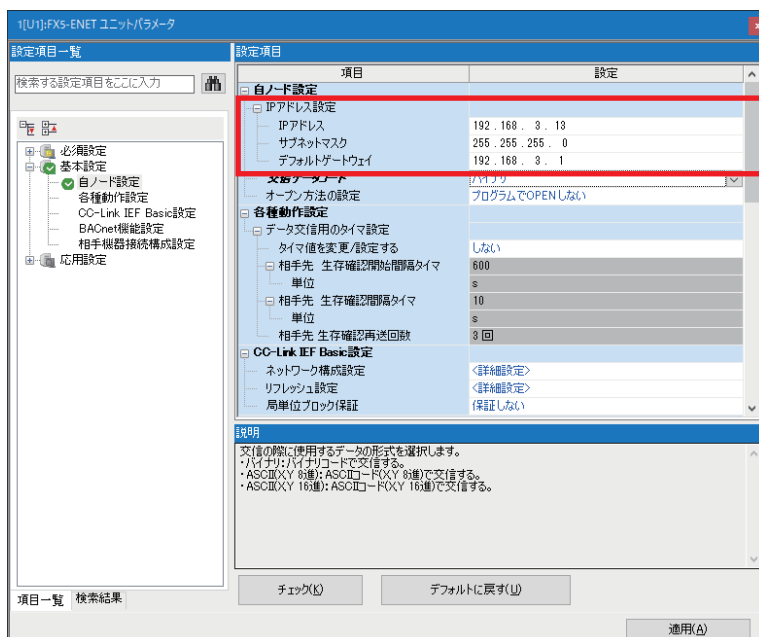 1[U1]:FX5-ENET ユニットパラメータ
設定項目一覧
検索する設定項目をここに入力
必須設定
基本設定
自ノード設定
各種動作設定
CC-Link IEF Basic設定
BACnet機能設定
相手機器接続構成設定
応用設定
項目一覧 検索結果
設定項目
項目 設定
自ノード設定
IPアドレス設定
IPアドレス 192 . 168 . 3 . 13
サブネットマスク 255 . 255 . 255 . 0
デフォルトゲートウェイ 192 . 168 . 3 . 1
交信データコード バイナリ
オープン方法の設定 プログラムでOPENしない
各種動作設定
データ交信用のタイマ設定
タイマ値を変更/設定する しない
相手先 生存確認開始間隔タイマ 600
単位 s
相手先 生存確認間隔タイマ 10
単位 s
相手先 生存確認再送回数 3 回
CC-Link IEF Basic設定
ネットワーク構成設定 <詳細設定>
リフレッシュ設定 <詳細設定>
局単位ブロック保証 保証しない
説明
交信の際に使用するデータの形式を選択します。
・バイナリ:バイナリコードで交信する。
・ASCII(XY 8進):ASCIIコード(XY 8進)で交信する。
・ASCII(XY 16進):ASCIIコード(XY 16進)で交信する。
チェック(K) デフォルトに戻す(U)
適用(A)